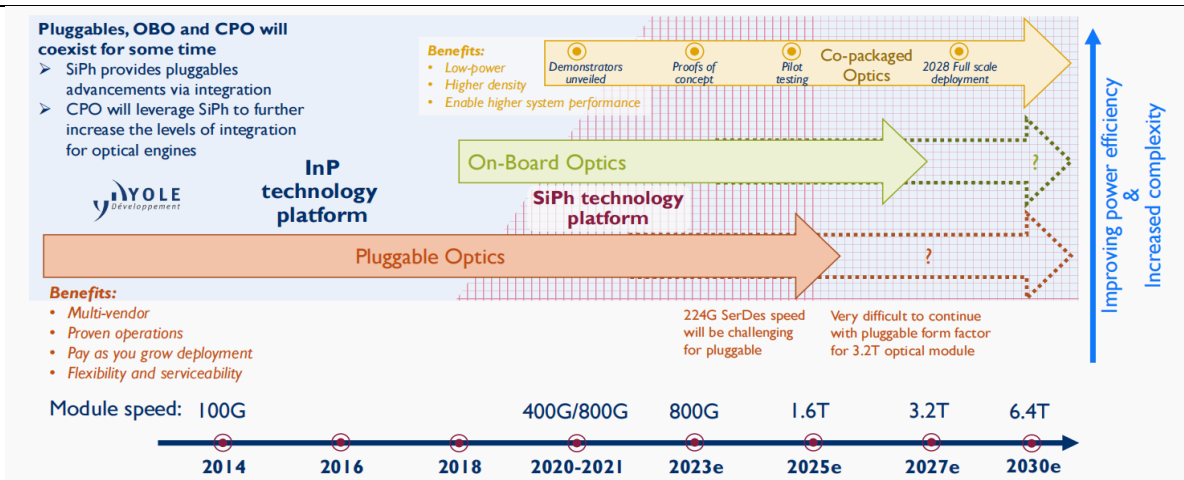 Pluggables, OBO and CPO will
coexist for some time
➢ SiPh provides pluggables
advancements via integration
➢ CPO will leverage SiPh to further
increase the levels of integration
for optical engines
YOLE
Développement
InP
technology
platform
SiPh technology
platform
Benefits:
• Low-power
• Higher density
• Enable higher system performance
Demonstrators
unveiled
Proofs of
concept
Pilot
testing
Co-packaged
Optics
2028 Full scale
deployment
On-Board Optics
?
Pluggable Optics
?
Benefits:
• Multi-vendor
• Proven operations
• Pay as you grow deployment
• Flexibility and serviceability
224G SerDes speed
will be challenging
for pluggable
Very difficult to continue
with pluggable form factor
for 3.2T optical module
Improving power efficiency
&
Increased complexity
Module speed: 100G 400G/800G 800G 1.6T 3.2T 6.4T
2014 2016 2018 2020-2021 2023e 2025e 2027e 2030e